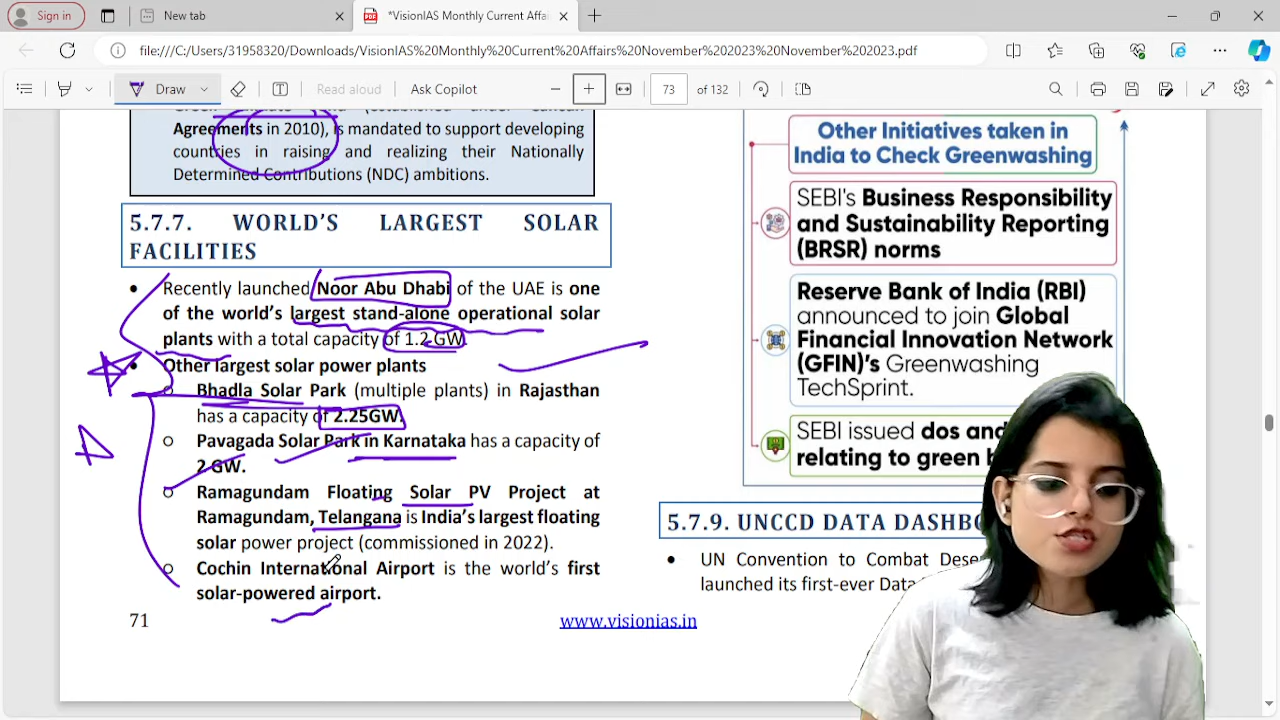 Sign in
New tab
*VisionIAS Monthly Current Affai
file:///C:/Users/31958320/Downloads/VisionIAS%20Monthly%20Current%20Affairs%20November%202023%20November%202023.pdf
Draw
Read aloud
Ask Copilot
73
of 132
Agreements in 2010), is mandated to support developing
countries in raising and realizing their Nationally
Determined Contributions (NDC) ambitions.
5.7.7. WORLD'S LARGEST SOLAR
FACILITIES
• Recently launched Noor Abu Dhabi of the UAE is one
of the world's largest stand-alone operational solar
plants with a total capacity of 1.2 GW.
• Other largest solar power plants
o Bhadla Solar Park (multiple plants) in Rajasthan
has a capacity of 2.25GW.
o Pavagada Solar Park in Karnataka has a capacity of
2 GW.
o Ramagundam Floating Solar PV Project at
Ramagundam, Telangana is India's largest floating
solar power project (commissioned in 2022).
o Cochin International Airport is the world's first
solar-powered airport.
Other Initiatives taken in
India to Check Greenwashing
SEBI's Business Responsibility
and Sustainability Reporting
(BRSR) norms
Reserve Bank of India (RBI)
announced to join Global
Financial Innovation Network
(GFIN)'s Greenwashing
TechSprint.
SEBI issued dos and
relating to green
5.7.9. UNCCD DATA DASHBO
• UN Convention to Combat Deser
launched its first-ever Data
71
www.visionias.in